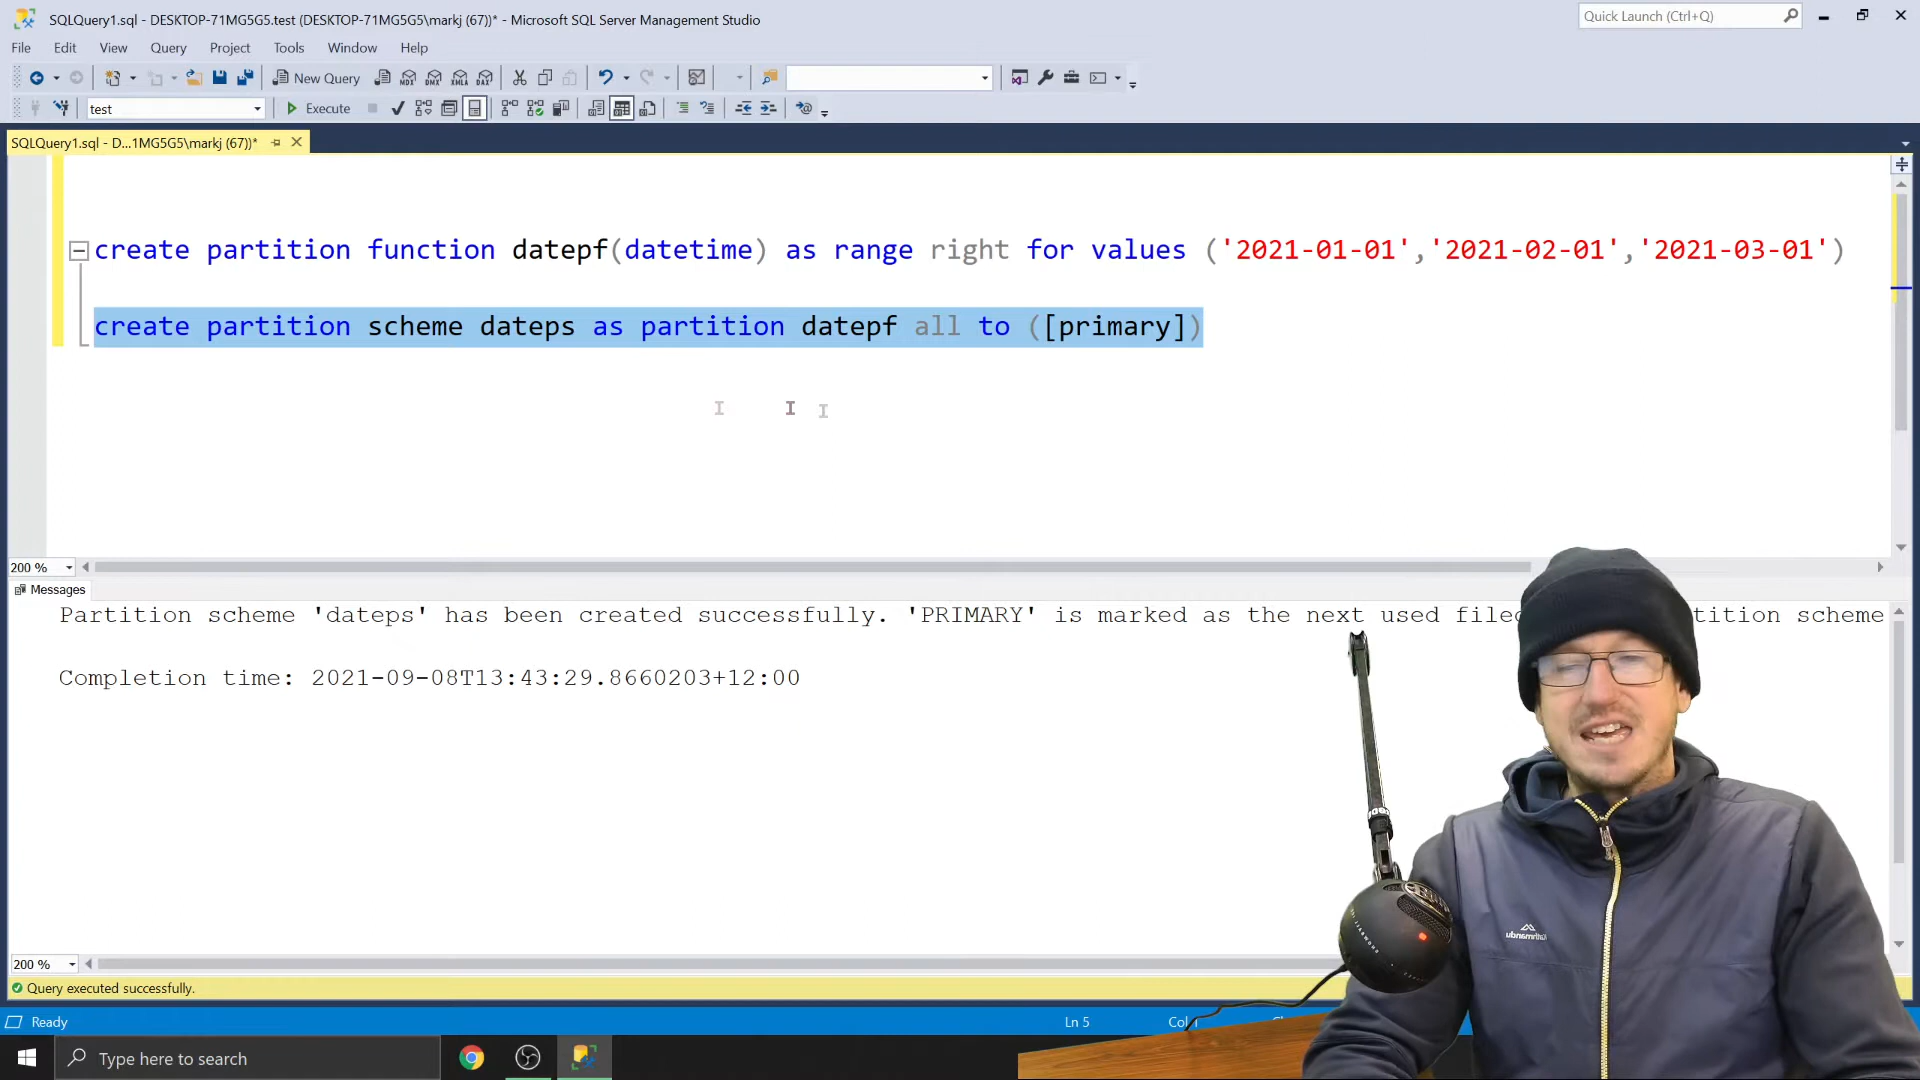 SQLQuery1.sql - DESKTOP-71MG5G5.test (DESKTOP-71MG5G5\markj (67))* - Microsoft SQL Server Management Studio
Quick Launch (Ctrl+Q)
File Edit View Query Project Tools Window Help
New Query MDX DMX XMLA DAX
test Execute
SQLQuery1.sql - D...1MG5G5\markj (67))*
create partition function datepf(datetime) as range right for values ('2021-01-01','2021-02-01','2021-03-01')
create partition scheme dateps as partition datepf all to ([primary])
200 %
Messages
Partition scheme 'dateps' has been created successfully. 'PRIMARY' is marked as the next used
tition scheme
Completion time: 2021-09-08T13:43:29.8660203+12:00
200 %
Query executed successfully.
Ready Ln 5 Col
Type here to search